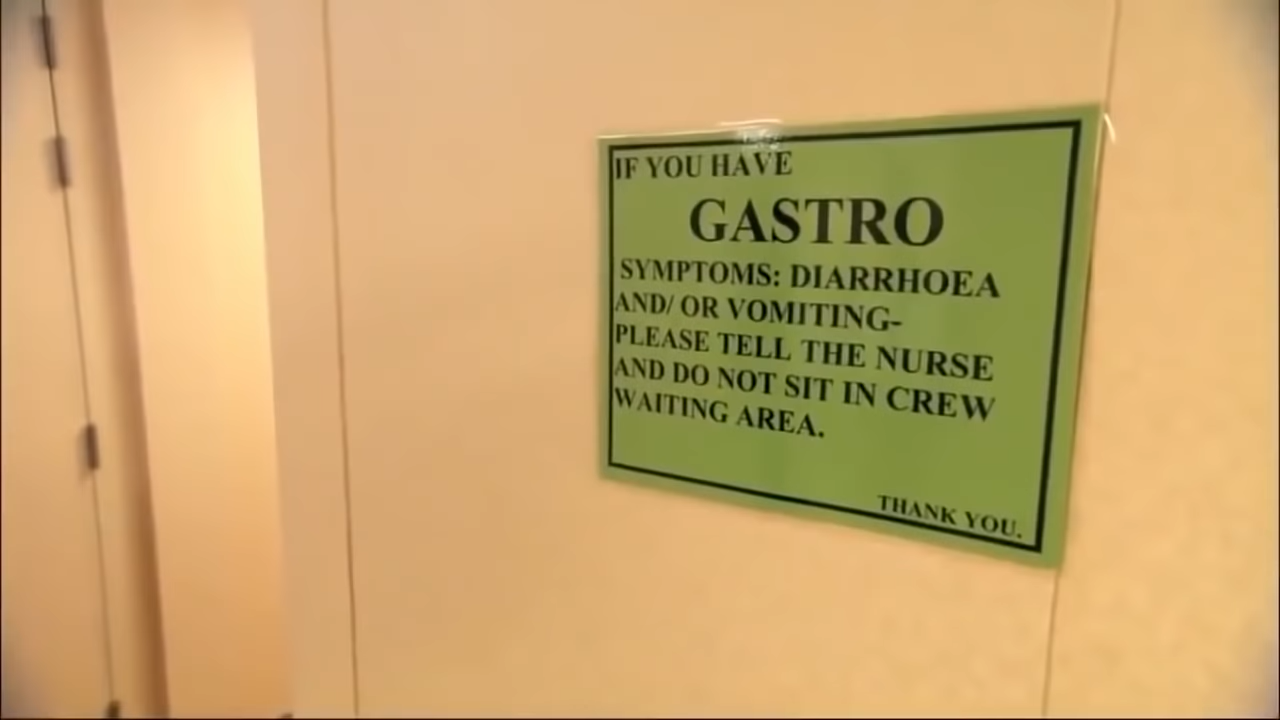 IF YOU HAVE
GASTRO
SYMPTOMS: DIARRHOEA
AND/ OR VOMITING-
PLEASE TELL THE NURSE
AND DO NOT SIT IN CREW
WAITING AREA.
THANK YOU.